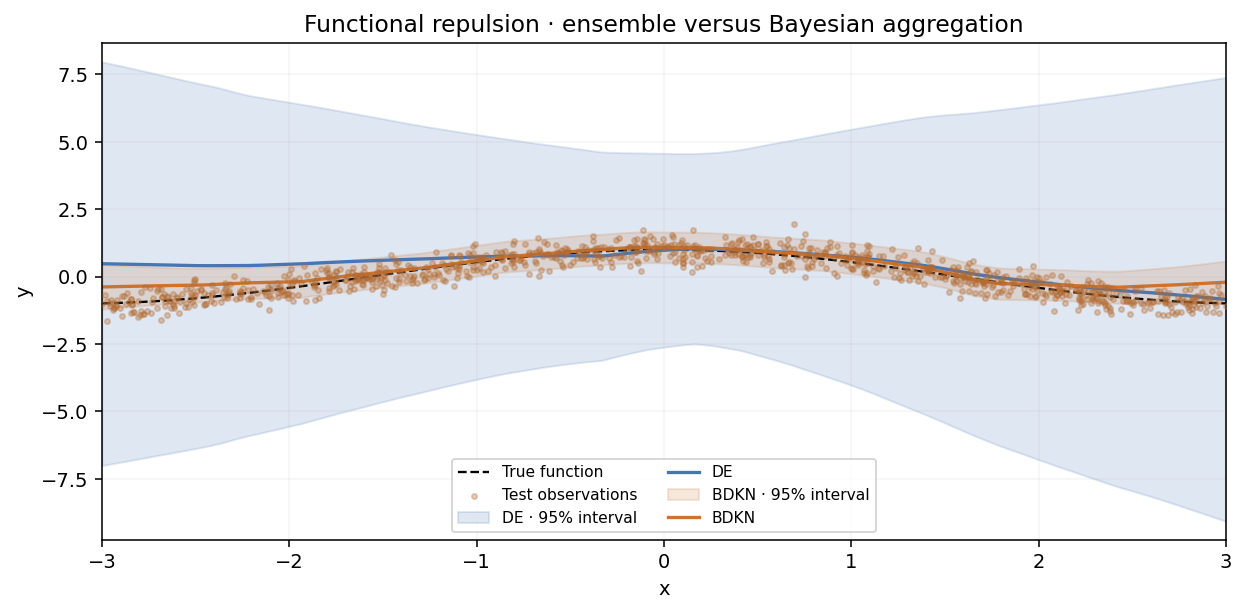 Functional repulsion · ensemble versus Bayesian aggregation
y
7.5
5.0
2.5
0.0
−2.5
−5.0
−7.5
True function
Test observations
DE · 95% interval
DE
BDKN · 95% interval
BDKN
−3 −2 −1 0 1 2 3
x